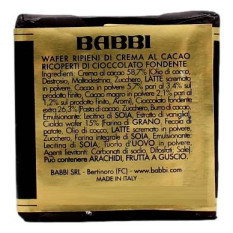 BABBI
WAFER RIPIENI DI CREMA AL CACAO
RICOPERTI DI CIOCCOLATO FONDENTE
Ingredienti: Crema al cacao 58,7% (Olio di cocco,
Destrosio, Maltodestrine, Zucchero, LATTE scremato
in polvere, Cacao in polvere 5,7% pari al 3,4% sul
prodotto finito, Cacao magro in polvere 2,1% pari al
1,2% sul prodotto finito, Aromi), Cioccolato fondente
extra 26,3% (Pasta di cacao, Zucchero, Burro di cacao,
Emulsionante: Lecitina di SOIA, Estratto di vaniglia),
Cialda wafer 15% (Farina di GRANO, Fecola di
patate, Olio di cocco, LATTE scremato in polvere,
Zucchero, Farina integrale di SOIA, Emulsionante:
Lecitina di SOIA, Tuorlo d'UOVO in polvere,
Agenti lievitanti: Carbonati di sodio, Difosfati, Sale).
Può contenere ARACHIDI, FRUTTA A GUSCIO.
BABBI SRL - Bertinoro (FC) - www.babbi.com
MADE IN ITALY